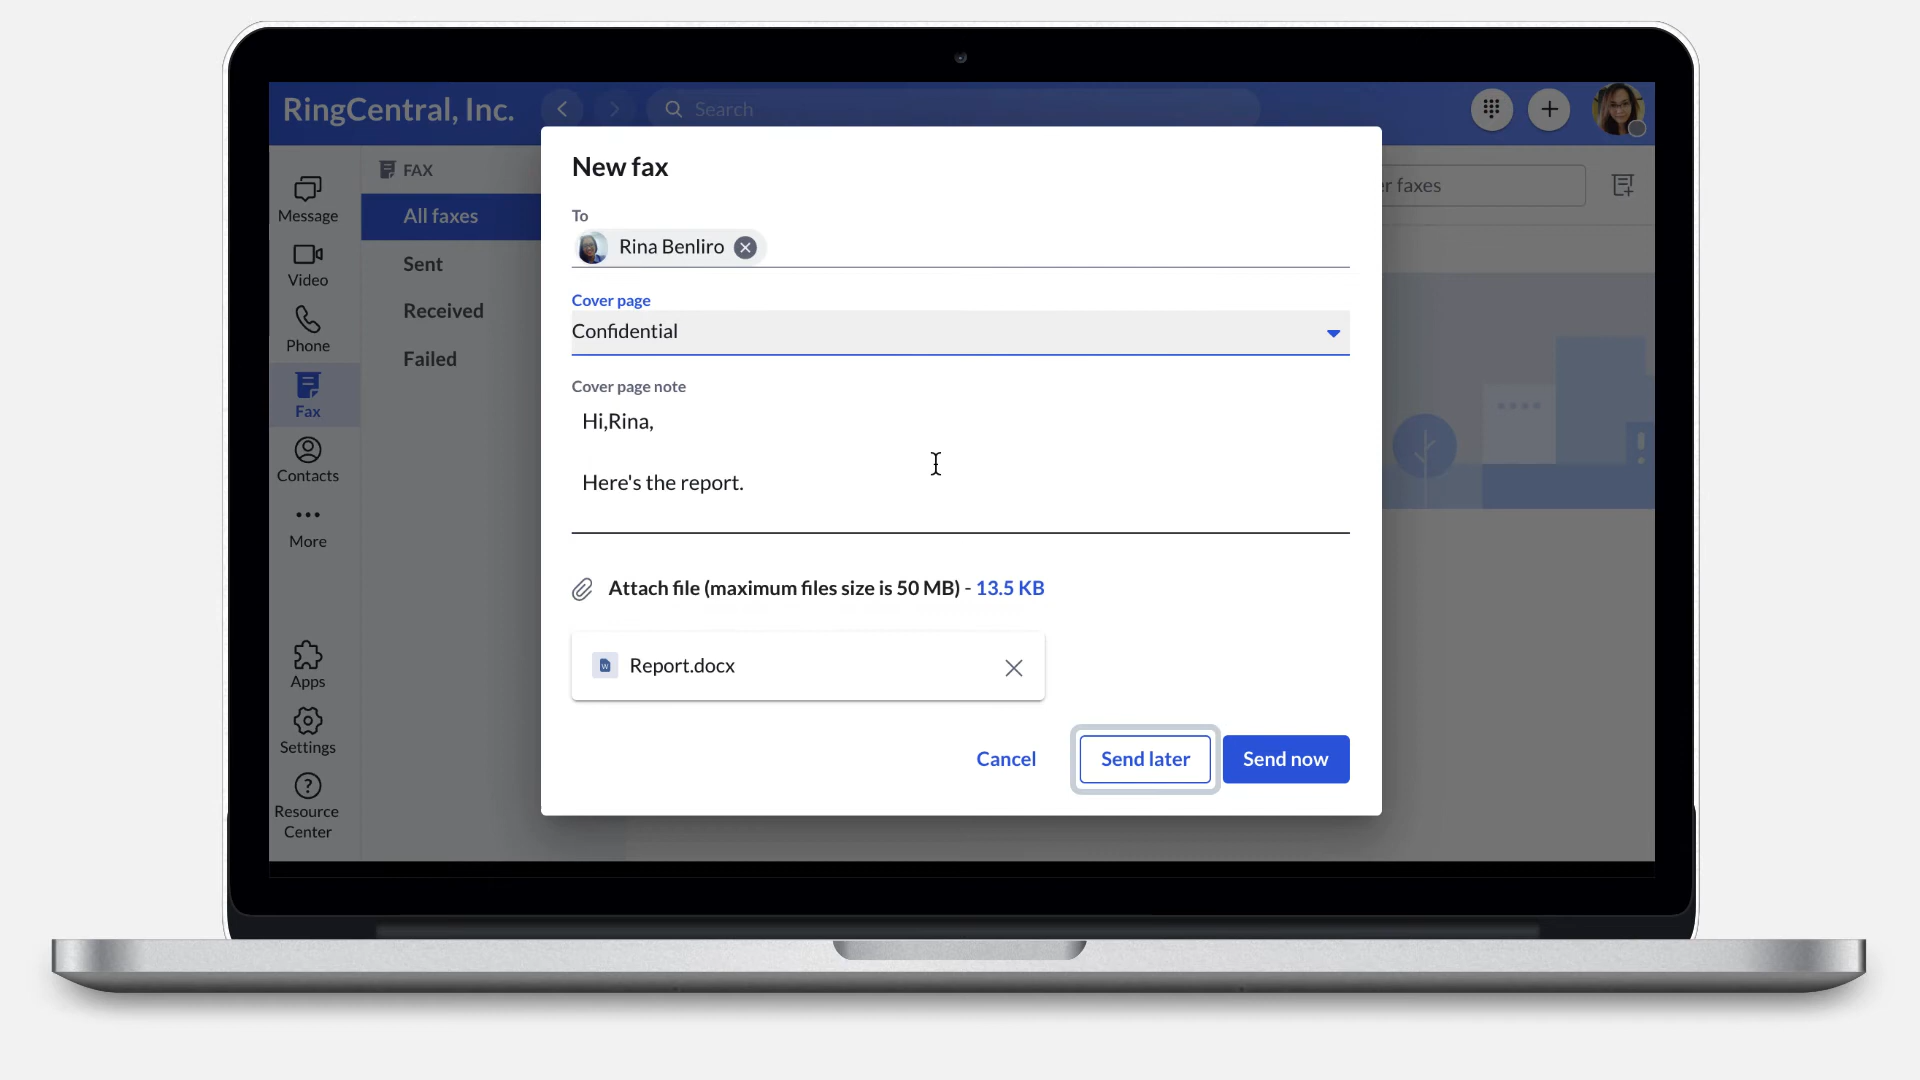 RingCentral, Inc.
Search
Message
Video
Phone
Fax
Contacts
More
Apps
Settings
Resource
Center
FAX
All faxes
Sent
Received
Failed
r faxes
New fax
To
Rina Benliro
Cover page
Confidential
Cover page note
Hi,Rina,
Here's the report.
Attach file (maximum files size is 50 MB) - 13.5 KB
Report.docx
Cancel
Send later
Send now